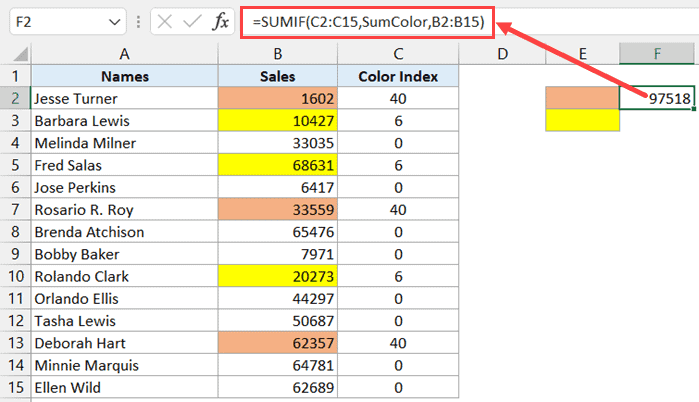 F2 fx =SUMIF(C2:C15,SumColor,B2:B15)
A B C D E F
1 Names Sales Color Index
2 Jesse Turner 1602 40 97518
3 Barbara Lewis 10427 6
4 Melinda Milner 33035 0
5 Fred Salas 68631 6
6 Jose Perkins 6417 0
7 Rosario R. Roy 33559 40
8 Brenda Atchison 65476 0
9 Bobby Baker 7971 0
10 Rolando Clark 20273 6
11 Orlando Ellis 44297 0
12 Tasha Lewis 50687 0
13 Deborah Hart 62357 40
14 Minnie Marquis 64781 0
15 Ellen Wild 62689 0